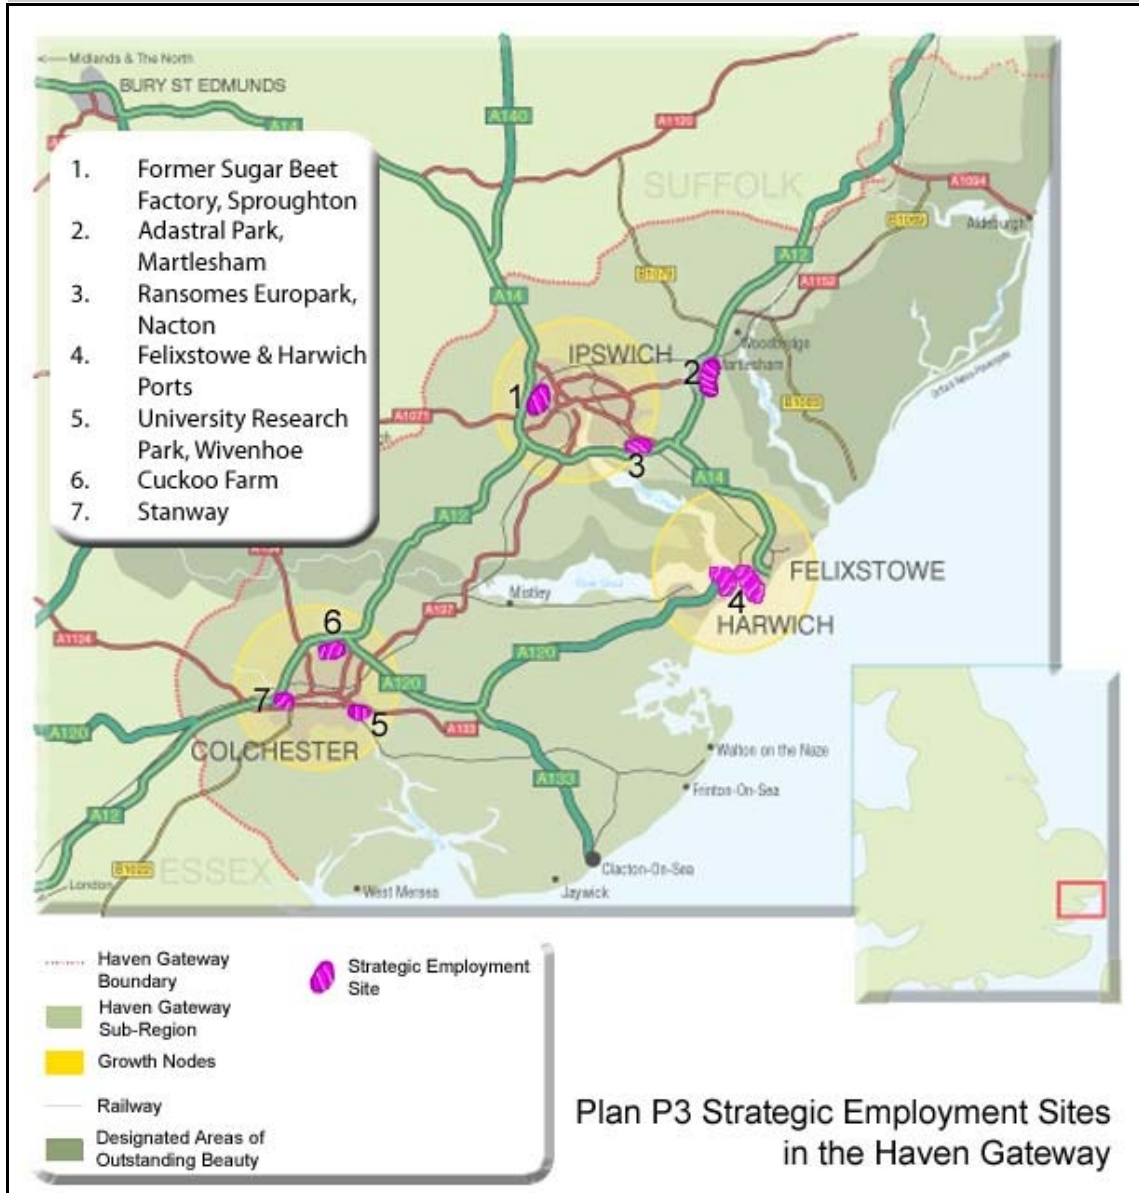 Midlands & The North
BURY ST EDMUNDS
A14
A140
A1120
SUFFOLK
A1094
Aldeburgh
B1069
B1079
A12
A1152
1. Former Sugar Beet
Factory, Sproughton
2. Adastral Park,
Martlesham
3. Ransomes Europark,
Nacton
4. Felixstowe & Harwich
Ports
5. University Research
Park, Wivenhoe
6. Cuckoo Farm
7. Stanway
A14
IPSWICH
Woodbridge
Martlesham
2
1
A1071
B1083
3
A14
A12
FELIXSTOWE
Mistley
4
HARWICH
A137
6
A1124
A120
A120
7
5
A133
A120
COLCHESTER
Walton on the Naze
A133
Frinton-On-Sea
A12
B1022
ESSEX
Clacton-On-Sea
London
West Mersea
Jaywick
Haven Gateway
Boundary
Strategic Employment
Site
Haven Gateway
Sub-Region
Growth Nodes
Railway
Designated Areas of
Outstanding Beauty
Plan P3 Strategic Employment Sites
in the Haven Gateway